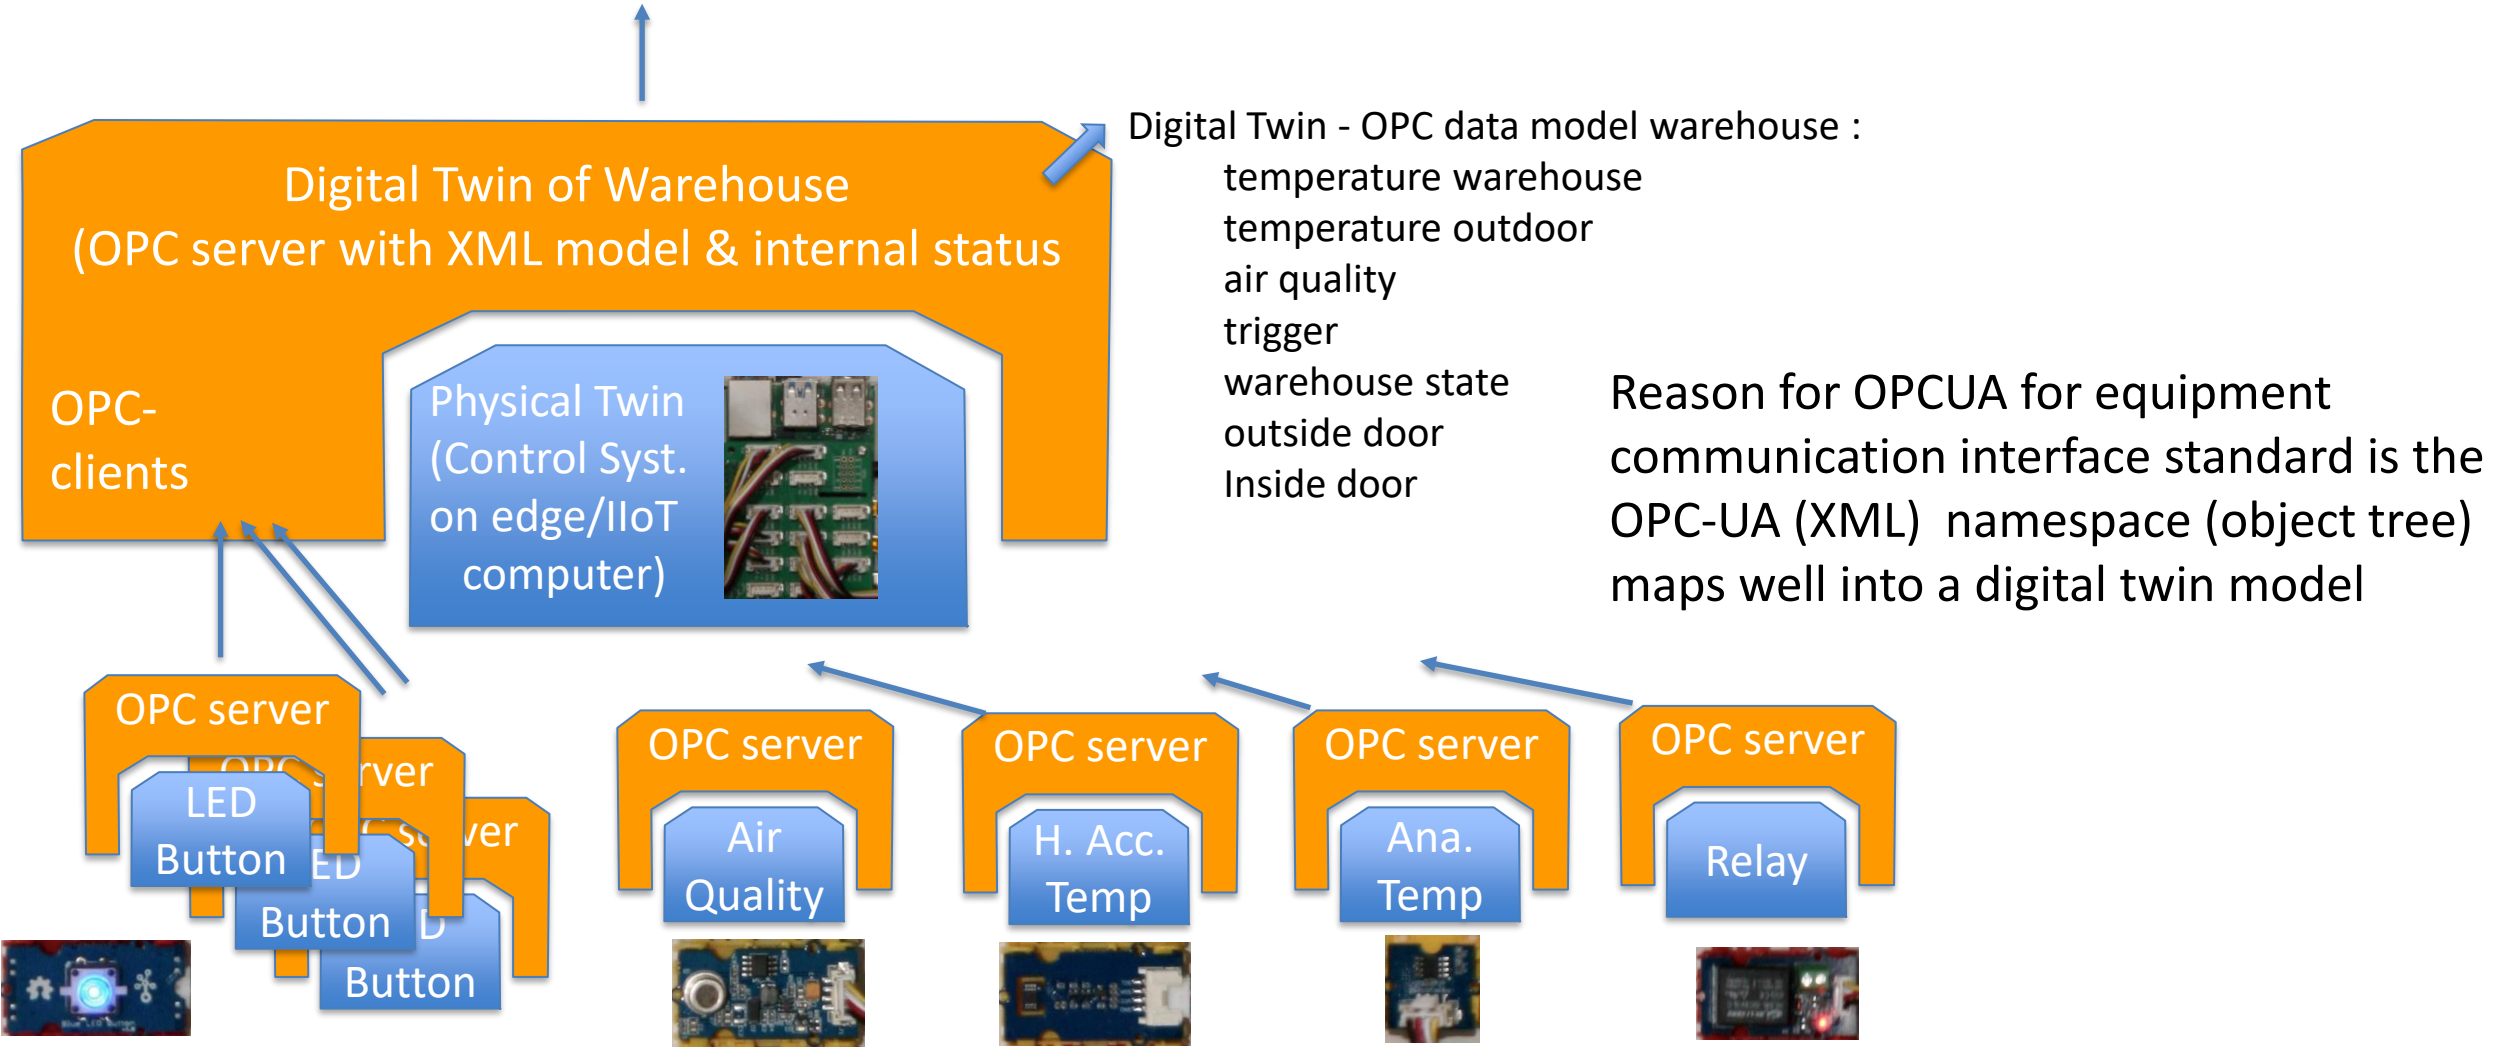 Digital Twin of Warehouse
(OPC server with XML model & internal status
OPC-
clients
Physical Twin
(Control Syst.
on edge/IIoT
computer)
Digital Twin - OPC data model warehouse :
temperature warehouse
temperature outdoor
air quality
trigger
warehouse state
outside door
Inside door
Reason for OPCUA for equipment
communication interface standard is the
OPC-UA (XML) namespace (object tree)
maps well into a digital twin model
OPC server
LED
Button
Button
Button
OPC server
Air
Quality
OPC server
H. Acc.
Temp
OPC server
Ana.
Temp
OPC server
Relay